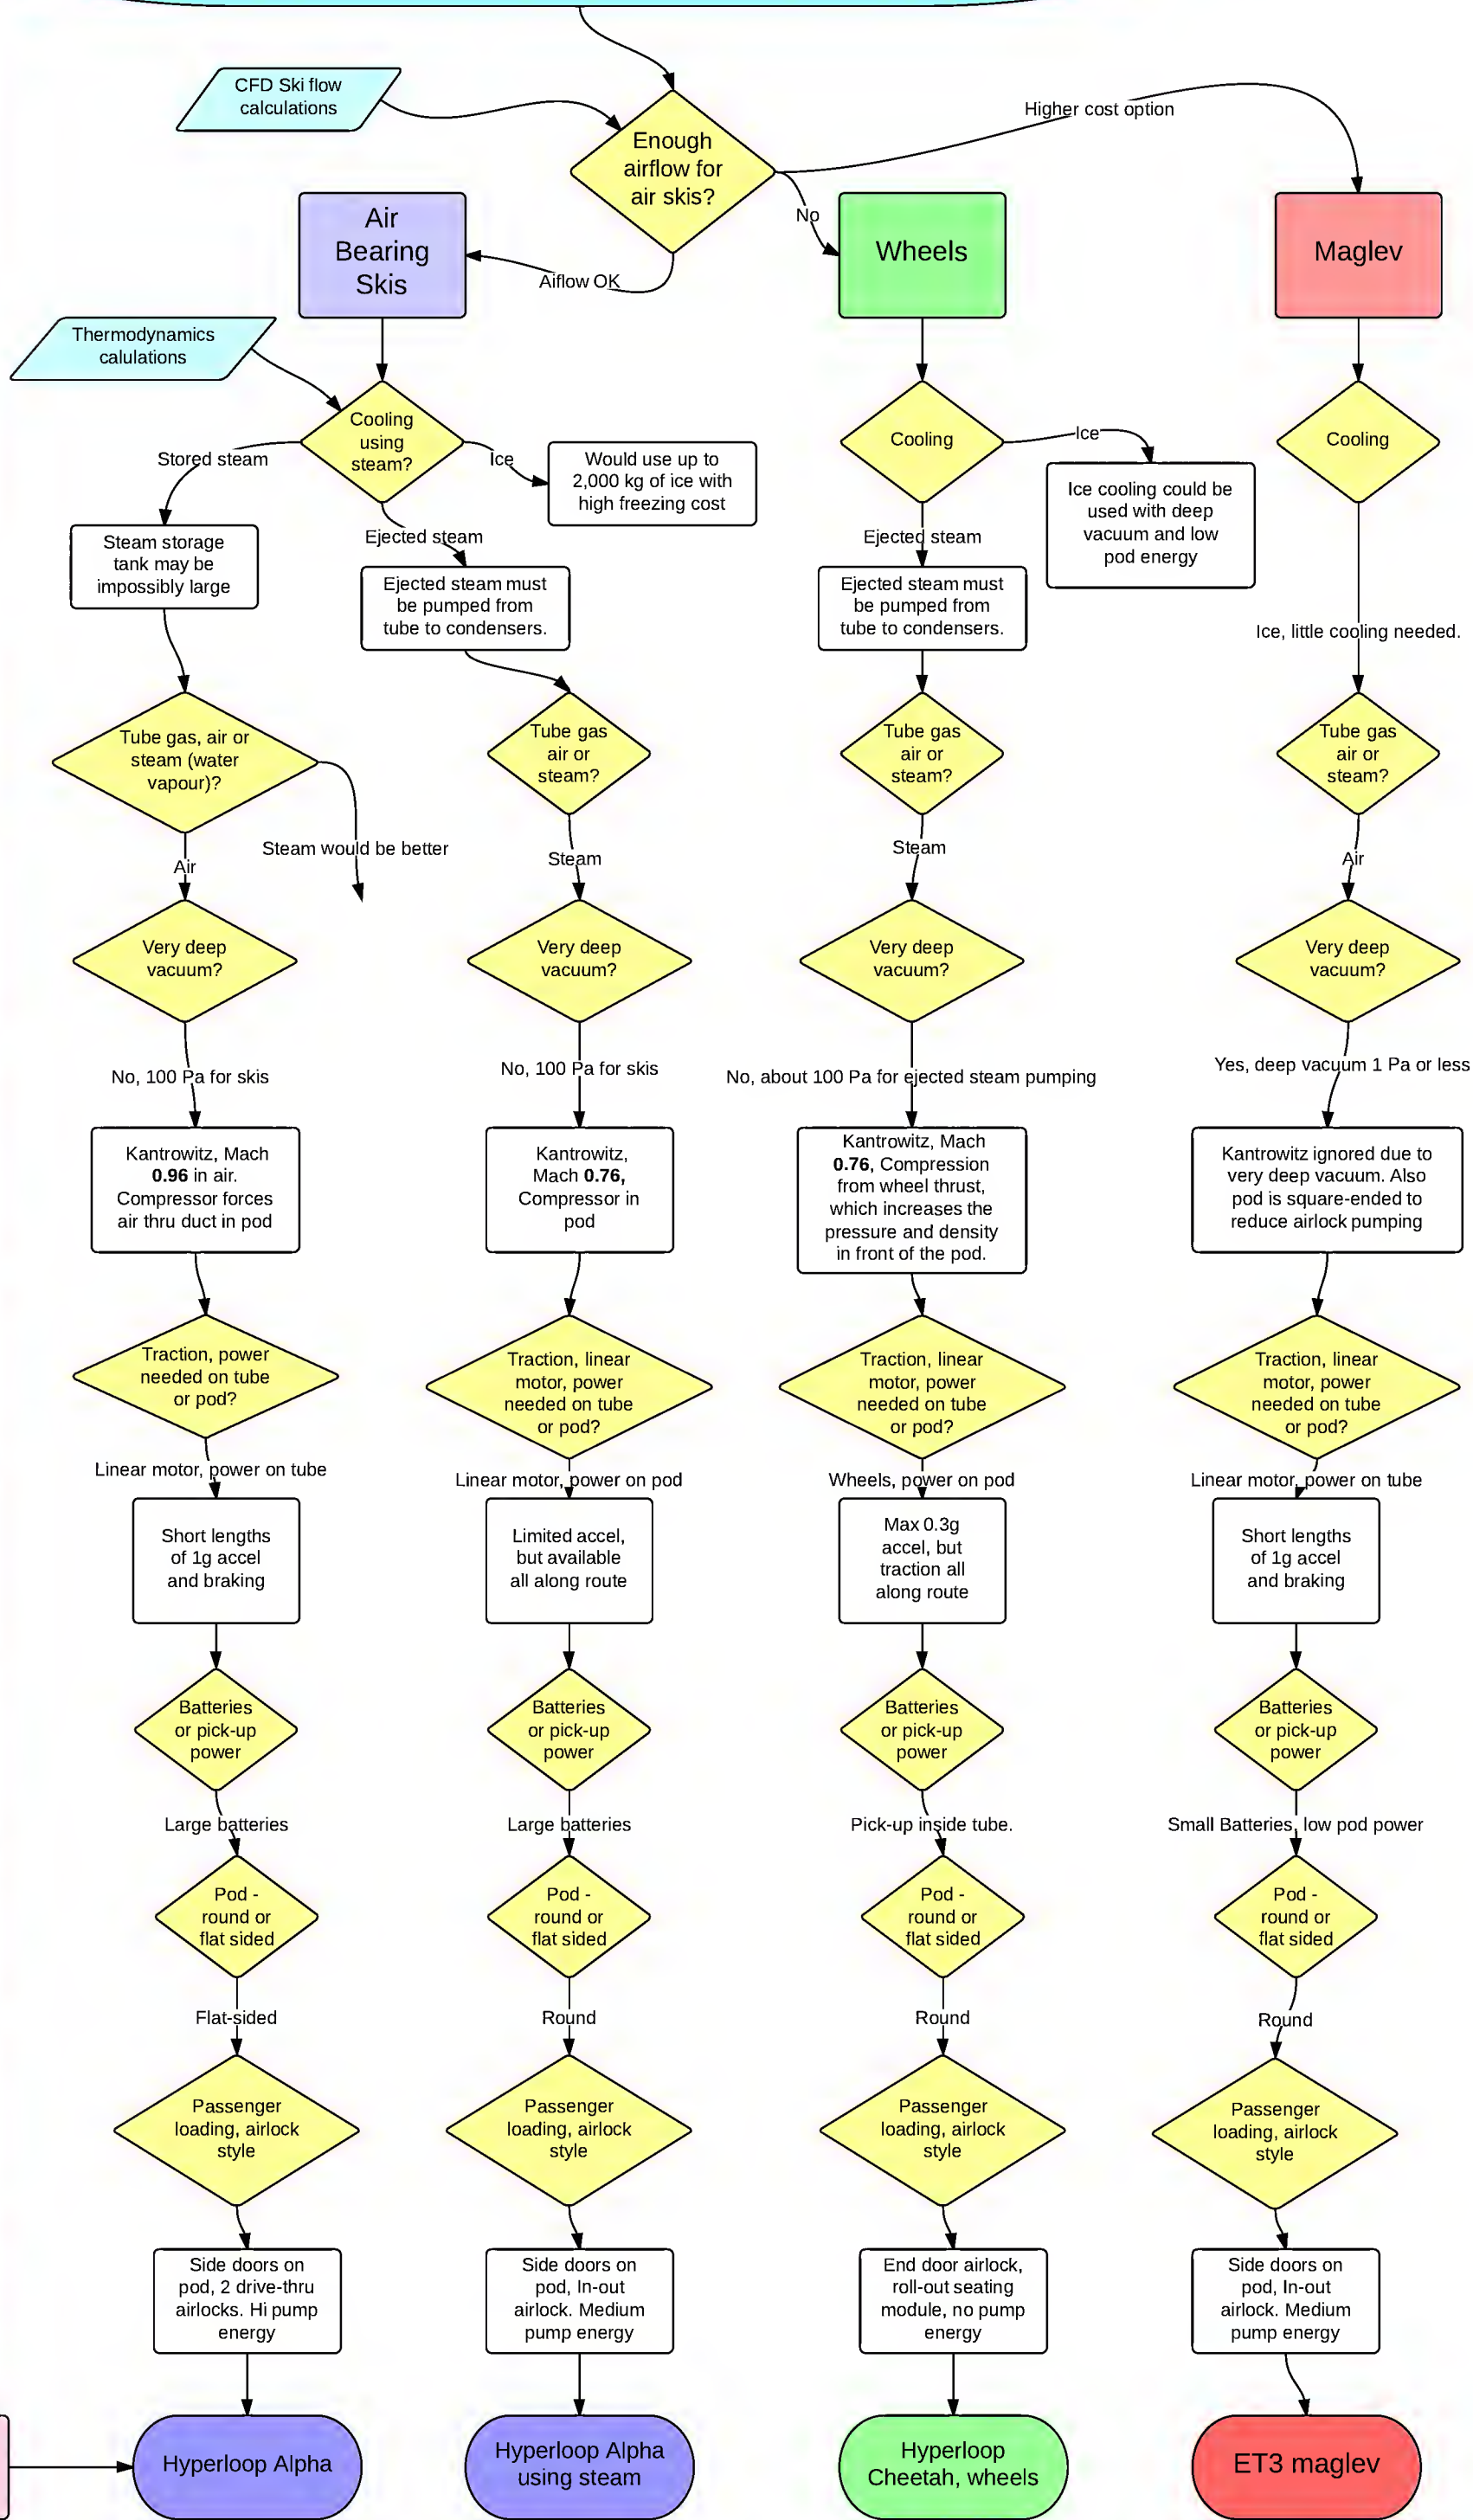 CFD Ski flow
calculations
Higher cost option
Enough
airflow for
air skis?
No
Air
Bearing
Skis
Wheels
Maglev
Aiflow OK
Thermodynamics
calulations
Cooling
using
steam?
Cooling
Cooling
Stored steam
Ice
Ice
Would use up to
2,000 kg of ice with
high freezing cost
Ice cooling could be
used with deep
vacuum and low
pod energy
Ejected steam
Ejected steam
Steam storage
tank may be
impossibly large
Ejected steam must
be pumped from
tube to condensers.
Ejected steam must
be pumped from
tube to condensers.
Ice, little cooling needed.
Tube gas, air or
steam (water
vapour)?
Tube gas
air or
steam?
Tube gas
air or
steam?
Tube gas
air or
steam?
Air
Steam would be better
Steam
Steam
Air
Very deep
vacuum?
Very deep
vacuum?
Very deep
vacuum?
Very deep
vacuum?
No, 100 Pa for skis
No, 100 Pa for skis
No, about 100 Pa for ejected steam pumping
Yes, deep vacuum 1 Pa or less
Kantrowitz, Mach
0.96 in air.
Compressor forces
air thru duct in pod
Kantrowitz,
Mach 0.76,
Compressor in
pod
Kantrowitz, Mach
0.76, Compression
from wheel thrust,
which increases the
pressure and density
in front of the pod.
Kantrowitz ignored due to
very deep vacuum. Also
pod is square-ended to
reduce airlock pumping
Traction, power
needed on tube
or pod?
Traction, linear
motor, power
needed on tube
or pod?
Traction, linear
motor, power
needed on tube
or pod?
Traction, linear
motor, power
needed on tube
or pod?
Linear motor, power on tube
Linear motor, power on pod
Wheels, power on pod
Linear motor, power on tube
Short lengths
of 1g accel
and braking
Limited accel,
but available
all along route
Max 0.3g
accel, but
traction all
along route
Short lengths
of 1g accel
and braking
Batteries
or pick-up
power
Batteries
or pick-up
power
Batteries
or pick-up
power
Batteries
or pick-up
power
Large batteries
Large batteries
Pick-up inside tube.
Small Batteries, low pod power
Pod -
round or
flat sided
Pod -
round or
flat sided
Pod -
round or
flat sided
Pod -
round or
flat sided
Flat-sided
Round
Round
Round
Passenger
loading, airlock
style
Passenger
loading, airlock
style
Passenger
loading, airlock
style
Passenger
loading, airlock
style
Side doors on
pod, 2 drive-thru
airlocks. Hi pump
energy
Side doors on
pod, In-out
airlock. Medium
pump energy
End door airlock,
roll-out seating
module, no pump
energy
Side doors on
pod, In-out
airlock. Medium
pump energy
Hyperloop Alpha
Hyperloop Alpha
using steam
Hyperloop
Cheetah, wheels
ET3 maglev